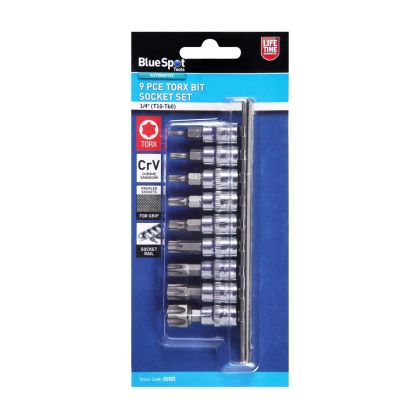 BlueSpot
Tools
LIFE
TIME
AUTOMOTIVE
9 PCE TORX BIT
SOCKET SET
1/4" (T10-T60)
TORX
CrV
CHROME
VANADIUM
KNURLED
SOCKETS
FOR GRIP
SOCKET
RAIL